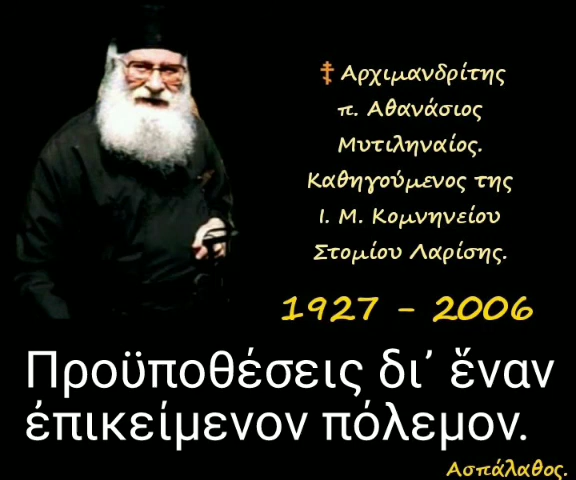 ☦ Αρχιμανδρίτης
π. Αθανάσιος
Μυτιληναίος.
Καθηγούμενος της
Ι. Μ. Κομνηνείου
Στομίου Λαρίσης.
1927 - 2006
Προϋποθέσεις δι᾽ ἕναν
ἐπικείμενον πόλεμον.
Ασπάλαθος.